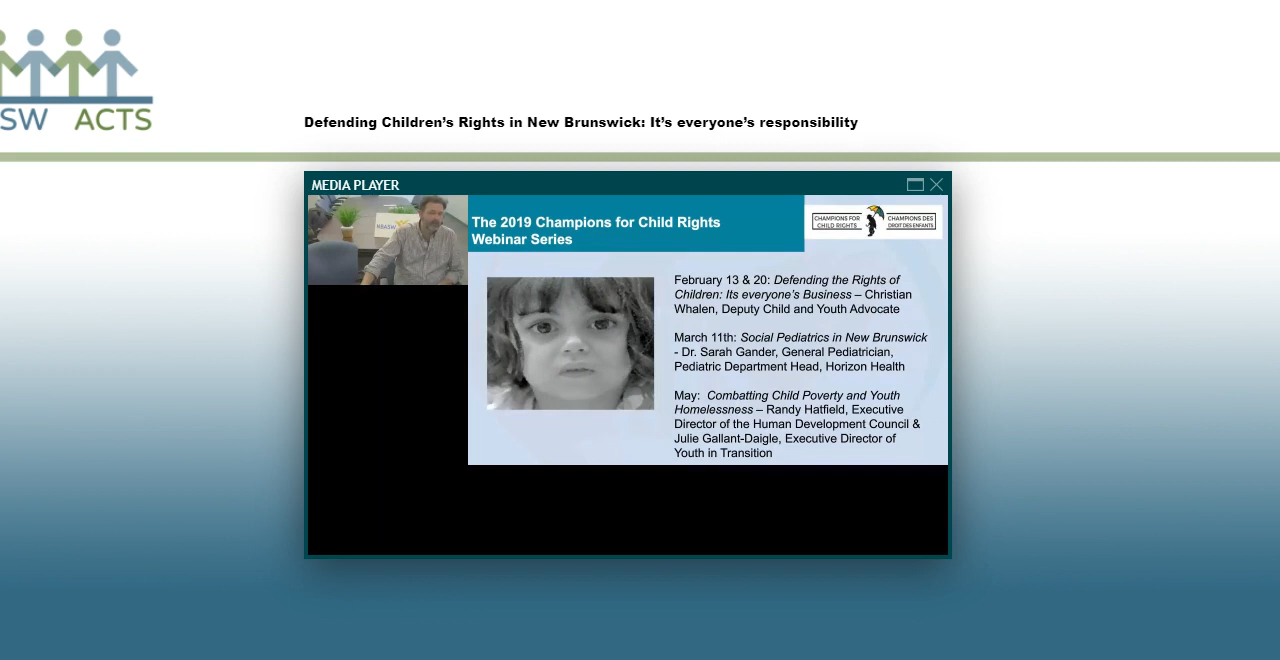 SW ACTS
Defending Children’s Rights in New Brunswick: It’s everyone’s responsibility
MEDIA PLAYER
NBASW
The 2019 Champions for Child Rights
Webinar Series
CHAMPIONS FOR
CHILD RIGHTS
CHAMPIONS DES
DROIT DES ENFANTS
February 13 & 20: Defending the Rights of
Children: Its everyone’s Business – Christian
Whalen, Deputy Child and Youth Advocate
March 11th: Social Pediatrics in New Brunswick
- Dr. Sarah Gander, General Pediatrician,
Pediatric Department Head, Horizon Health
May: Combatting Child Poverty and Youth
Homelessness – Randy Hatfield, Executive
Director of the Human Development Council &
Julie Gallant-Daigle, Executive Director of
Youth in Transition